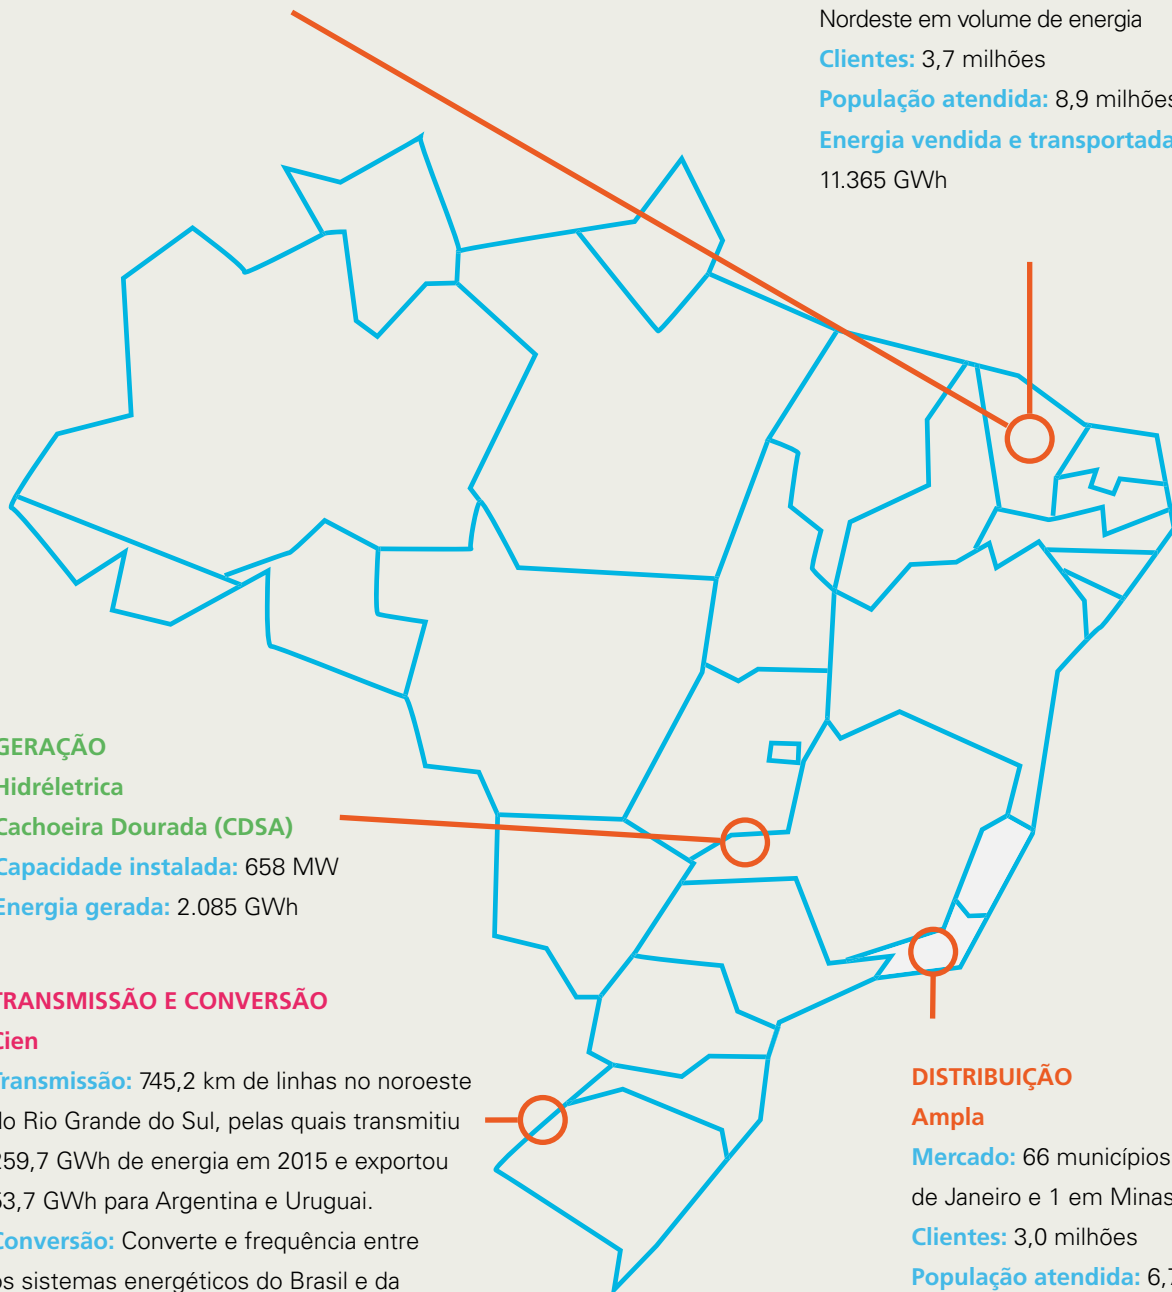 Nordeste em volume de energia
Clientes: 3,7 milhões
População atendida: 8,9 milhões
Energia vendida e transportada
11.365 GWh
GERAÇÃO
Hidréletrica
Cachoeira Dourada (CDSA)
Capacidade instalada: 658 MW
Energia gerada: 2.085 GWh
TRANSMISSÃO E CONVERSÃO
Cien
Transmissão: 745,2 km de linhas no noroeste
do Rio Grande do Sul, pelas quais transmitiu
259,7 GWh de energia em 2015 e exportou
53,7 GWh para Argentina e Uruguai.
Conversão: Converte e frequência entre
os sistemas energéticos do Brasil e da
DISTRIBUIÇÃO
Ampla
Mercado: 66 municípios
de Janeiro e 1 em Minas
Clientes: 3,0 milhões
População atendida: 6,7